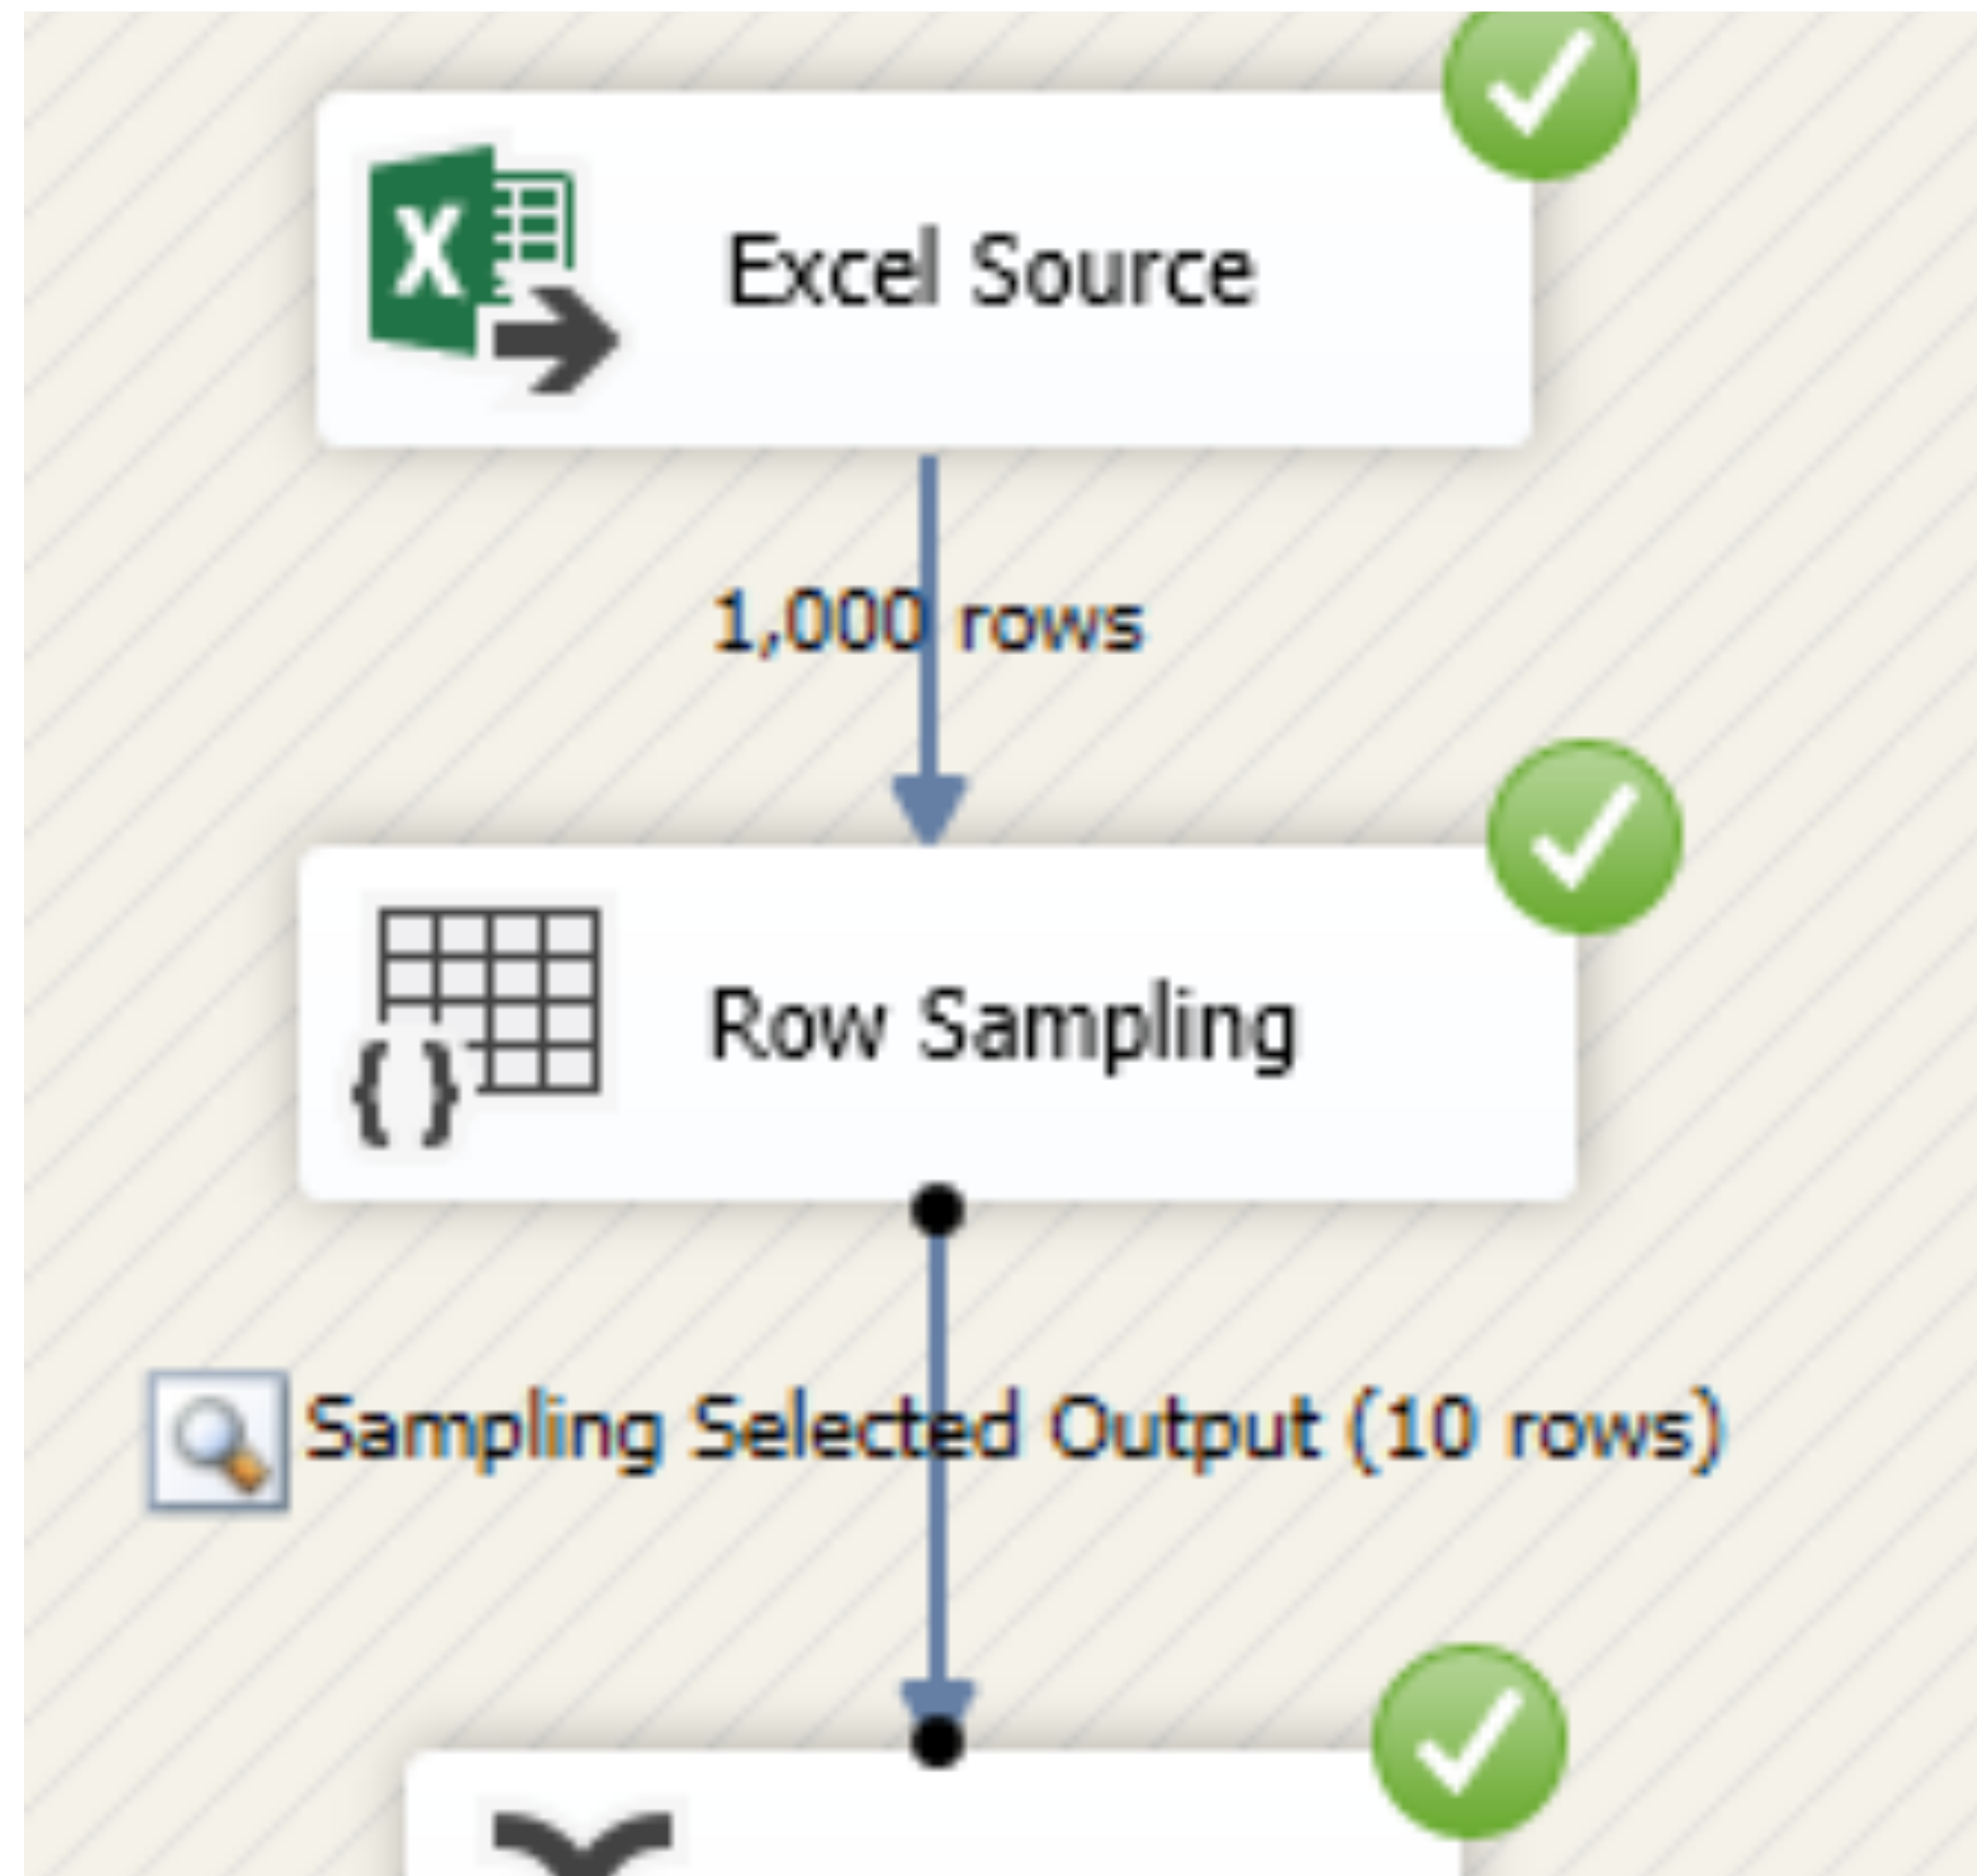 X
Excel Source
1,000 rows
Row Sampling
{ }
Sampling Selected Output (10 rows)